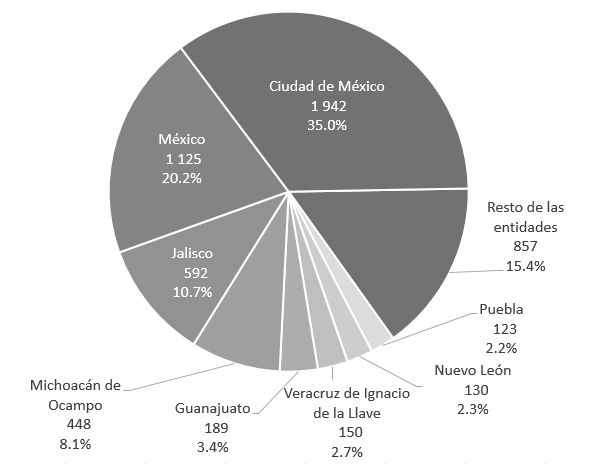 Ciudad de México
1 942
35.0%
México
1 125
20.2%
Jalisco
592
10.7%
Resto de las
entidades
857
15.4%
Puebla
123
2.2%
Nuevo León
130
2.3%
Veracruz de Ignacio
de la Llave
150
2.7%
Guanajuato
189
3.4%
Michoacán de
Ocampo
448
8.1%